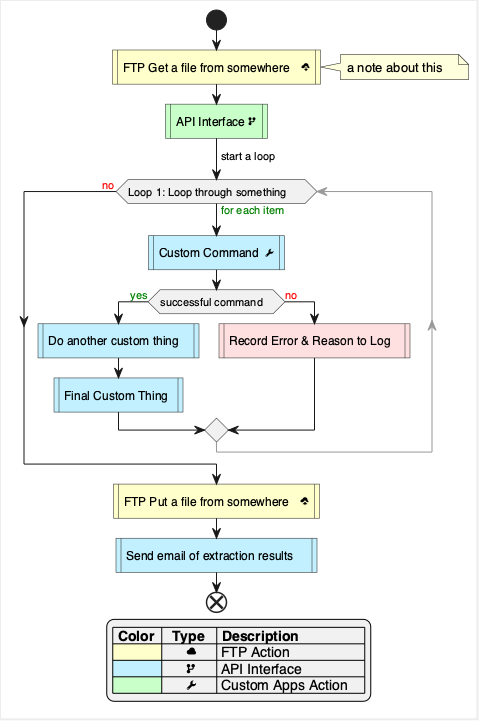 FTP Get a file from somewhere
a note about this
API Interface
start a loop
no
Loop 1: Loop through something
for each item
Custom Command
yes
successful command
no
Do another custom thing
Record Error & Reason to Log
Final Custom Thing
FTP Put a file from somewhere
Send email of extraction results
Color Type Description
FTP Action
API Interface
Custom Apps Action